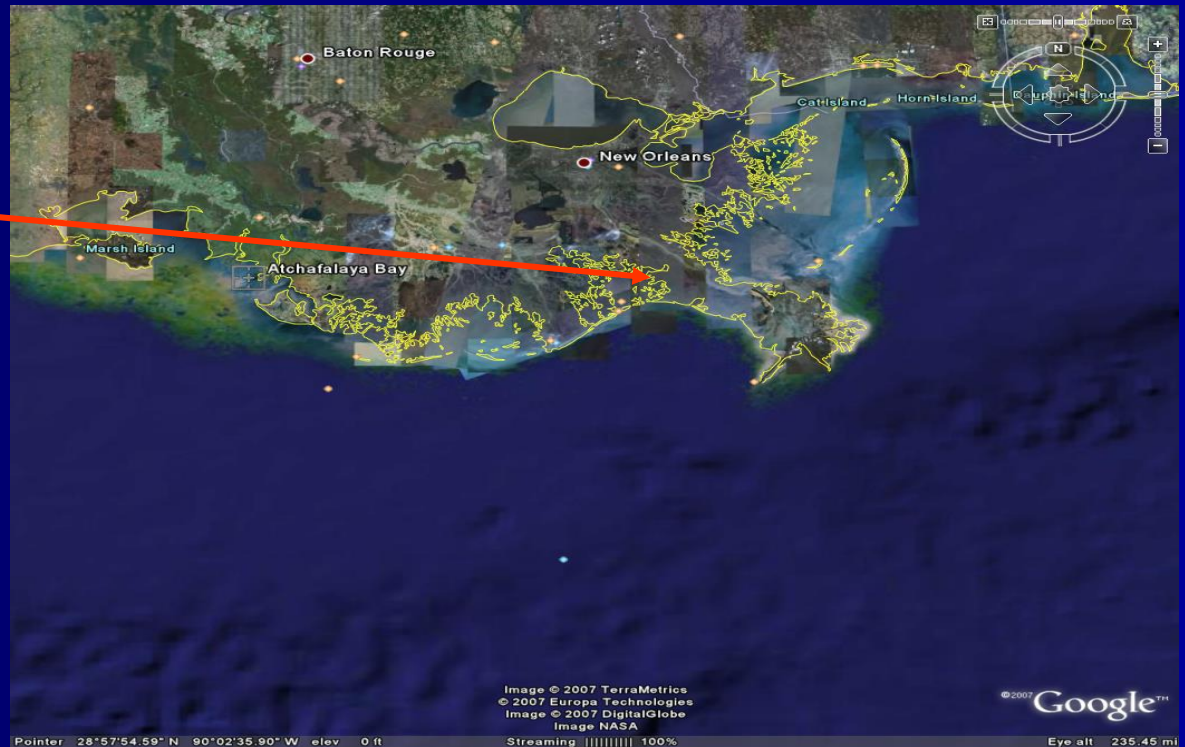 Baton Rouge
N
Cat Island
Horn Island
Dauphin Island
New Orleans
Marsh Island
Atchafalaya Bay
Image © 2007 TerraMetrics
© 2007 Europa Technologies
Image © 2007 DigitalGlobe
Image NASA
©2007 Google™
Pointer 28°57'54.59" N 90°02'35.90" W elev 0 ft Streaming ||||||||| 100% Eye alt 235.45 mi